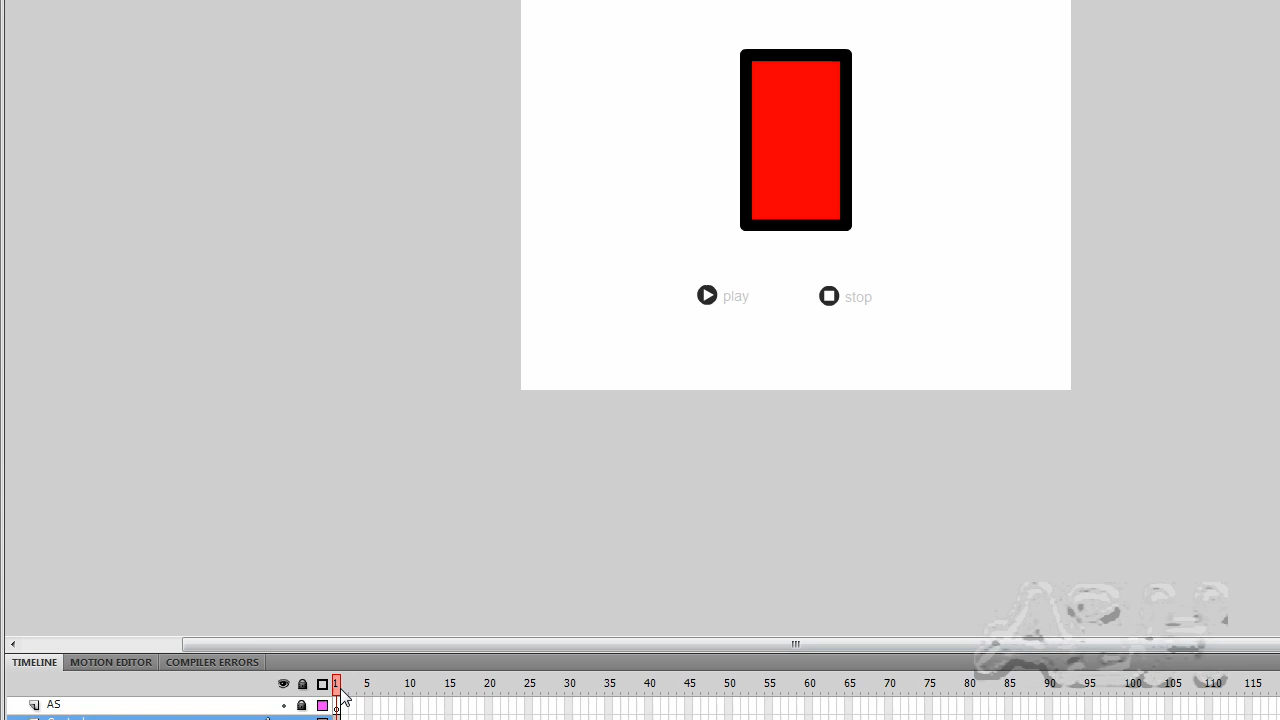 play stop
TIMELINE MOTION EDITOR COMPILER ERRORS
1 5 10 15 20 25 30 35 40 45 50 55 60 65 70 75 80 85 90 95 100 105 110 115
AS